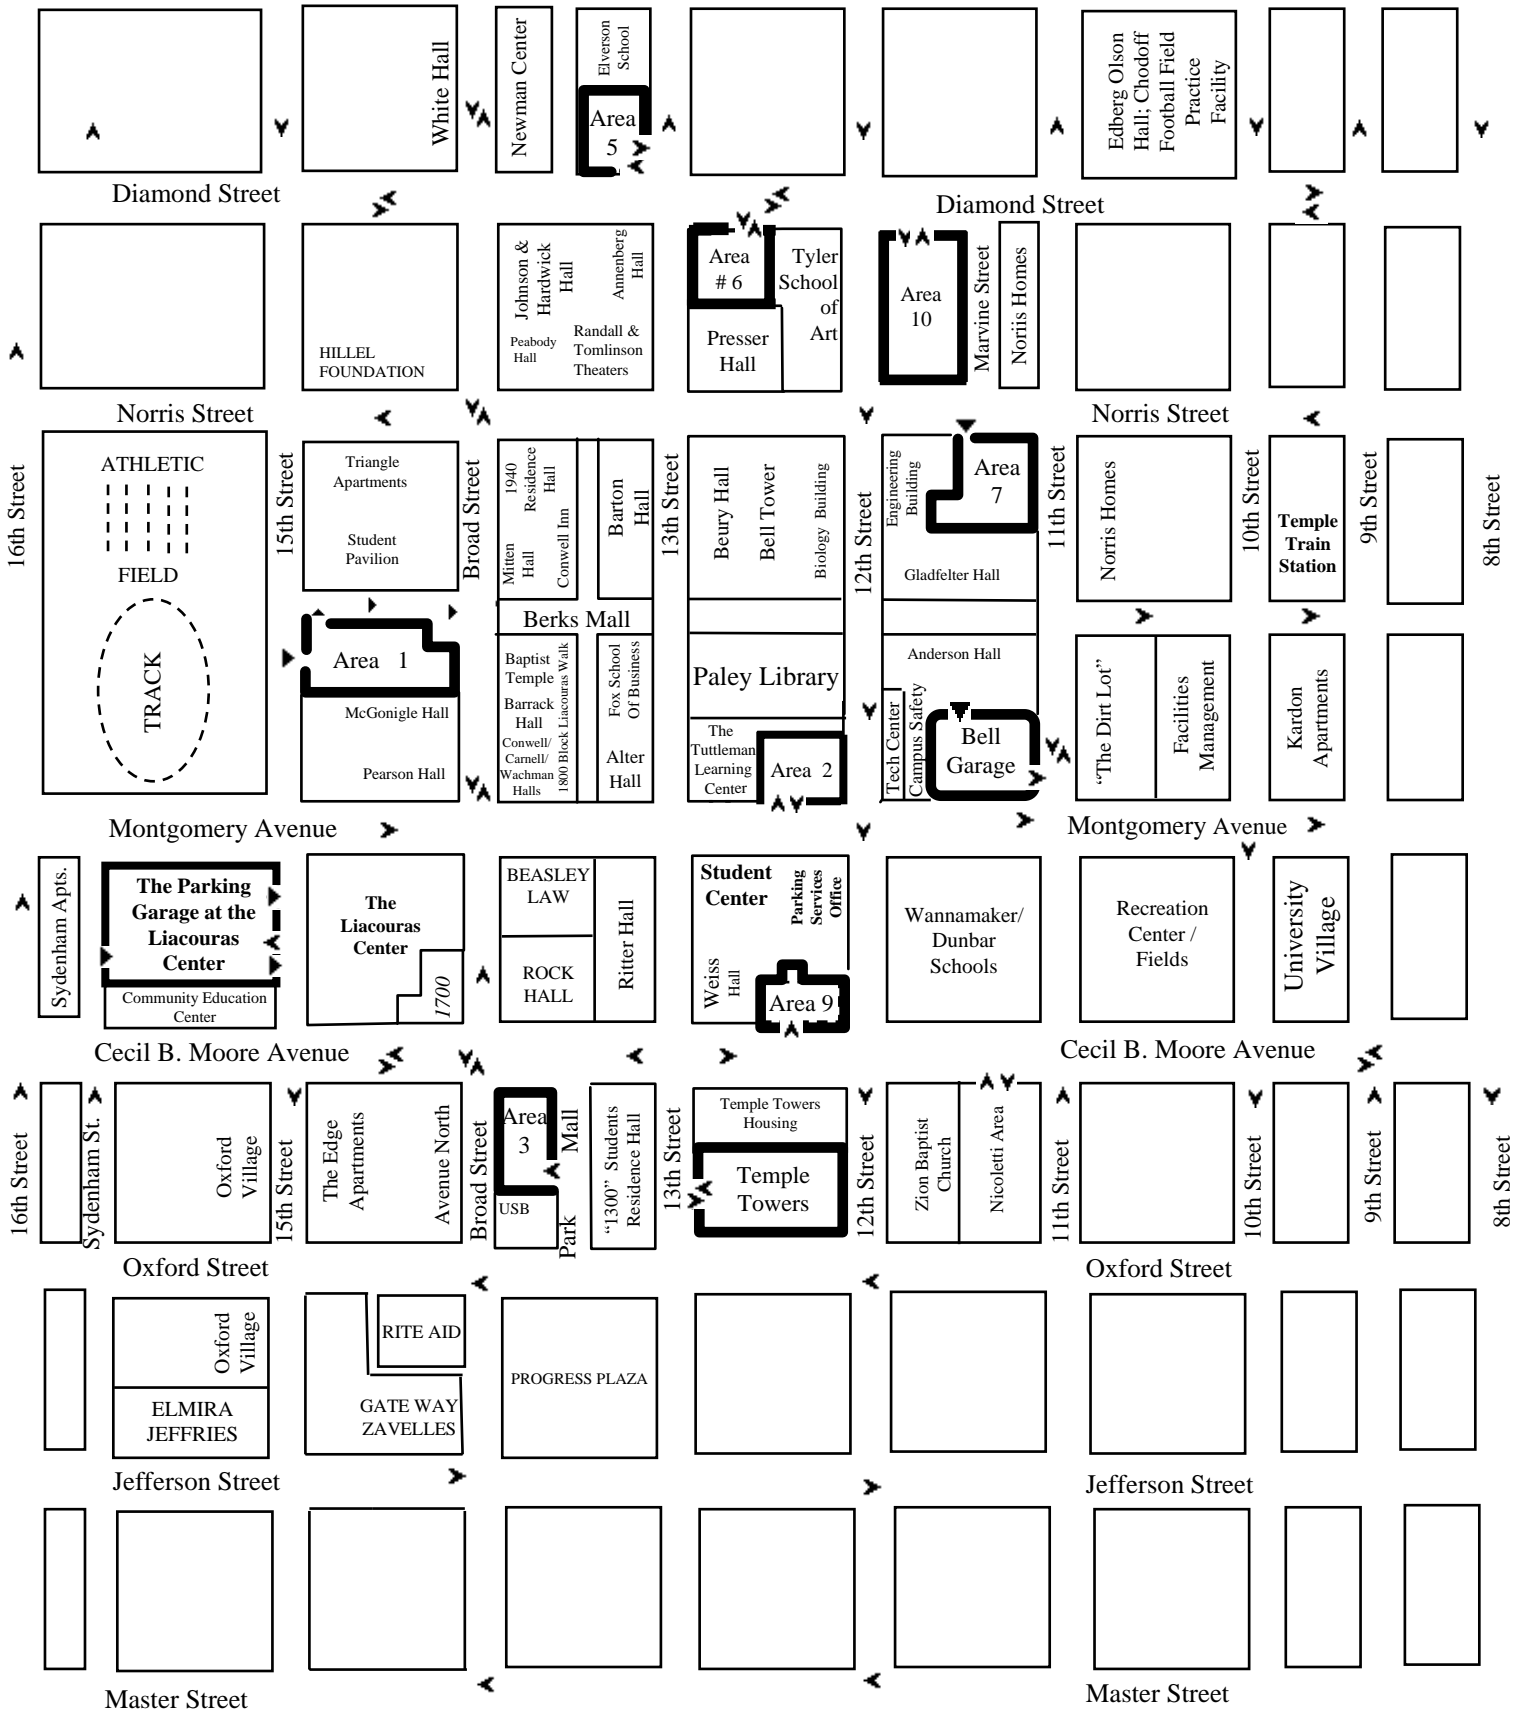 White Hall
Newman Center
Elverson
School
Area
5
Edberg Olson
Hall; Chodoff
Football Field
Practice
Facility
Diamond Street
Diamond Street
HILLEL
FOUNDATION
Johnson &
Hardwick
Hall
Annenberg
Hall
Peabody
Hall
Randall &
Tomlinson
Theaters
Area
# 6
Tyler
School
of
Art
Presser
Hall
Area
10
Marvine Street
Noriis Homes
Norris Street
Norris Street
16th Street
ATHLETIC
FIELD
TRACK
15th Street
Triangle
Apartments
Student
Pavilion
Broad Street
1940
Residence
Hall
Mitten
Hall
Conwell Inn
Barton
Hall
13th Street
Beury Hall
Bell Tower
Biology Building
12th Street
Engineering
Building
Area
7
Gladfelter Hall
11th Street
Norris Homes
10th Street
Temple
Train
Station
9th Street
8th Street
Berks Mall
Area 1
McGonigle Hall
Pearson Hall
Baptist
Temple
Barrack
Hall
Conwell/
Carnell/
Wachman
Halls
1800 Block Liacouras Walk
Fox School
Of Business
Alter
Hall
Paley Library
The
Tuttleman
Learning
Center
Area 2
Anderson Hall
Tech Center
Campus Safety
Bell
Garage
“The Dirt Lot”
Facilities
Management
Kardon
Apartments
Montgomery Avenue
Montgomery Avenue
Sydenham Apts.
The Parking
Garage at the
Liacouras
Center
Community Education
Center
The
Liacouras
Center
1700
BEASLEY
LAW
ROCK
HALL
Ritter Hall
Student
Center
Parking
Services
Office
Weiss
Hall
Area 9
Wannamaker/
Dunbar
Schools
Recreation
Center /
Fields
University
Village
Cecil B. Moore Avenue
Cecil B. Moore Avenue
16th Street
Sydenham St.
Oxford
Village
15th Street
The Edge
Apartments
Avenue North
Broad Street
Area
3
USB
Park Mall
“1300” Students
Residence Hall
13th Street
Temple Towers
Housing
Temple
Towers
12th Street
Zion Baptist
Church
Nicoletti Area
11th Street
10th Street
9th Street
8th Street
Oxford Street
Oxford Street
Oxford
Village
ELMIRA
JEFFRIES
RITE AID
GATE WAY
ZAVELLES
PROGRESS PLAZA
Jefferson Street
Jefferson Street
Master Street
Master Street